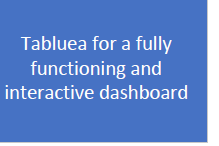 Tabluea for a fully
functioning and
interactive dashboard